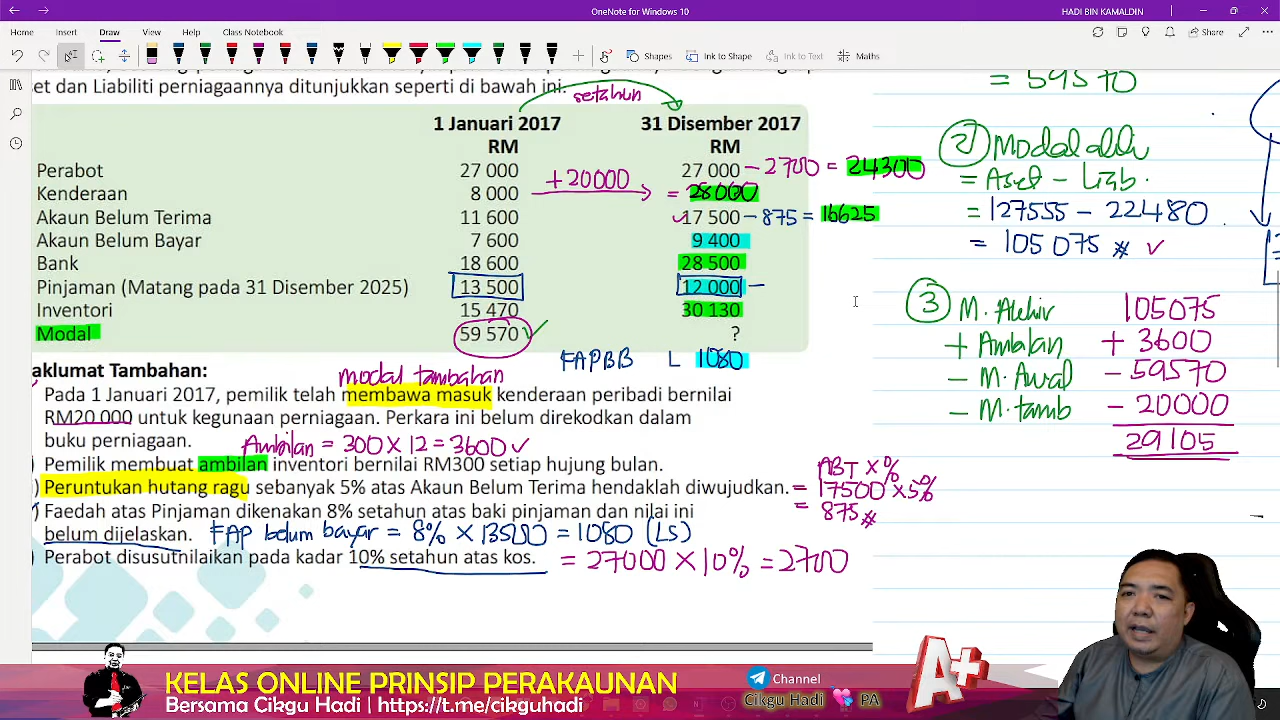 OneNote for Windows 10
HADI BIN KAMALDIN
Home Insert Draw View Help Class Notebook
Share
Shapes
Ink to Shape
Ink to Text
Maths
et dan Liabiliti perniagaannya ditunjukkan seperti di bawah ini.
setahun
1 Januari 2017 31 Disember 2017
RM RM
Perabot 27 000 27 000 - 2700 = 24300
Kenderaan 8 000 +20000 = 28000
Akaun Belum Terima 11 600 17 500 - 875 = 16625
Akaun Belum Bayar 7 600 9 400
Bank 18 600 28 500
Pinjaman (Matang pada 31 Disember 2025) 13 500 12 000
Inventori 15 470 30 130
Modal 59 570 ✓ ?
FAPBB L 1080
aklumat Tambahan:
modal tambahan
Pada 1 Januari 2017, pemilik telah membawa masuk kenderaan peribadi bernilai
RM20 000 untuk kegunaan perniagaan. Perkara ini belum direkodkan dalam
buku perniagaan.
Ambilan = 300 X 12 = 3600 ✓
) Pemilik membuat ambilan inventori bernilai RM300 setiap hujung bulan.
) Peruntukan hutang ragu sebanyak 5% atas Akaun Belum Terima hendaklah diwujudkan.
ABT X %
= 17500 X 5%
= 875 #
) Faedah atas Pinjaman dikenakan 8% setahun atas baki pinjaman dan nilai ini
belum dijelaskan. FAP belum bayar = 8% X 13500 = 1080 (LS)
) Perabot disusutnilaikan pada kadar 10% setahun atas kos. = 27000 X 10% = 2700
= 59570
2 Modal akhir
= Aset - Liab.
= 127555 - 22480
= 105075 # ✓
3 M. Akhir 105075
+ Ambilan + 3600
- M. Awal - 59570
- M. tamb - 20000
29105
KELAS ONLINE PRINSIP PERAKAUNAN
Bersama Cikgu Hadi | https://t.me/cikguhadi
Channel
Cikgu Hadi PA
A+